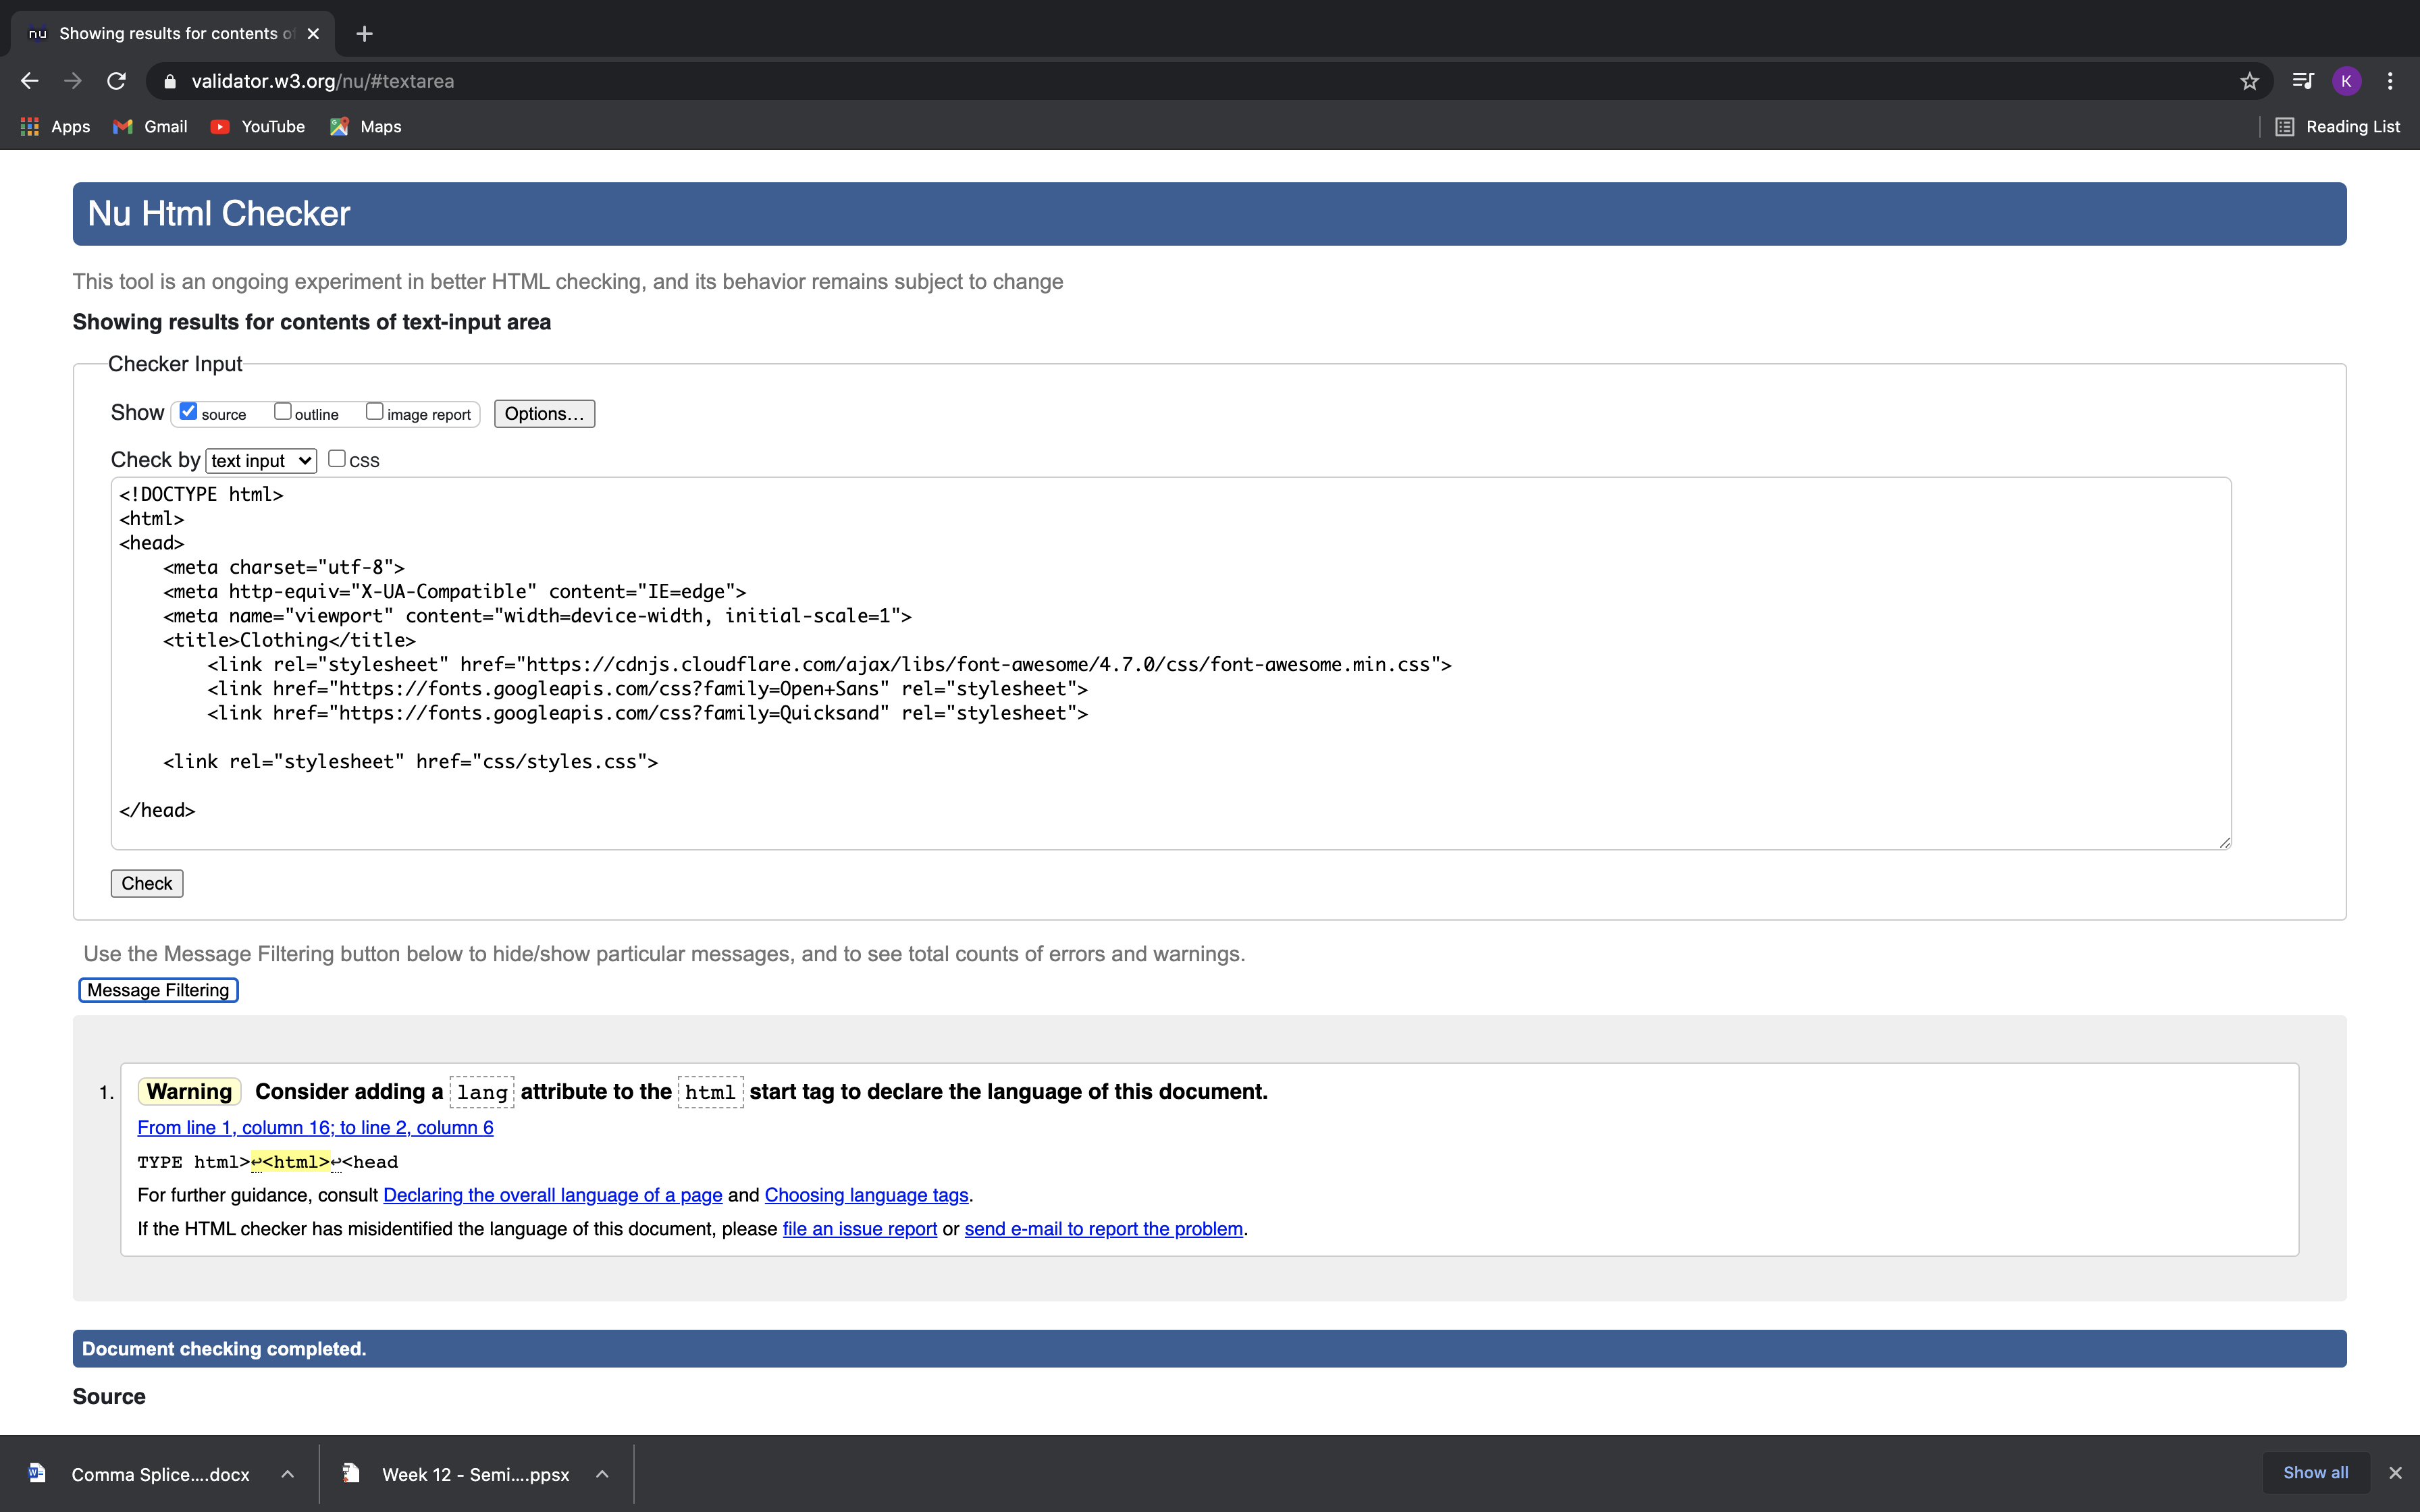 nu Showing results for contents of
validator.w3.org/nu/#textarea
K
Apps Gmail YouTube Maps Reading List
Nu Html Checker
This tool is an ongoing experiment in better HTML checking, and its behavior remains subject to change
Showing results for contents of text-input area
Checker Input
Show source outline image report Options...
Check by text input CSS
<!DOCTYPE html>
<html>
<head>
    <meta charset="utf-8">
    <meta http-equiv="X-UA-Compatible" content="IE=edge">
    <meta name="viewport" content="width=device-width, initial-scale=1">
    <title>Clothing</title>
        <link rel="stylesheet" href="https://cdnjs.cloudflare.com/ajax/libs/font-awesome/4.7.0/css/font-awesome.min.css">
        <link href="https://fonts.googleapis.com/css?family=Open+Sans" rel="stylesheet">
        <link href="https://fonts.googleapis.com/css?family=Quicksand" rel="stylesheet">
    <link rel="stylesheet" href="css/styles.css">
</head>
Check
Use the Message Filtering button below to hide/show particular messages, and to see total counts of errors and warnings.
Message Filtering
1. Warning Consider adding a lang attribute to the html start tag to declare the language of this document.
From line 1, column 16; to line 2, column 6
TYPE html>↩<html>↩<head
For further guidance, consult Declaring the overall language of a page and Choosing language tags.
If the HTML checker has misidentified the language of this document, please file an issue report or send e-mail to report the problem.
Document checking completed.
Source
Comma Splice....docx Week 12 - Semi....ppsx Show all